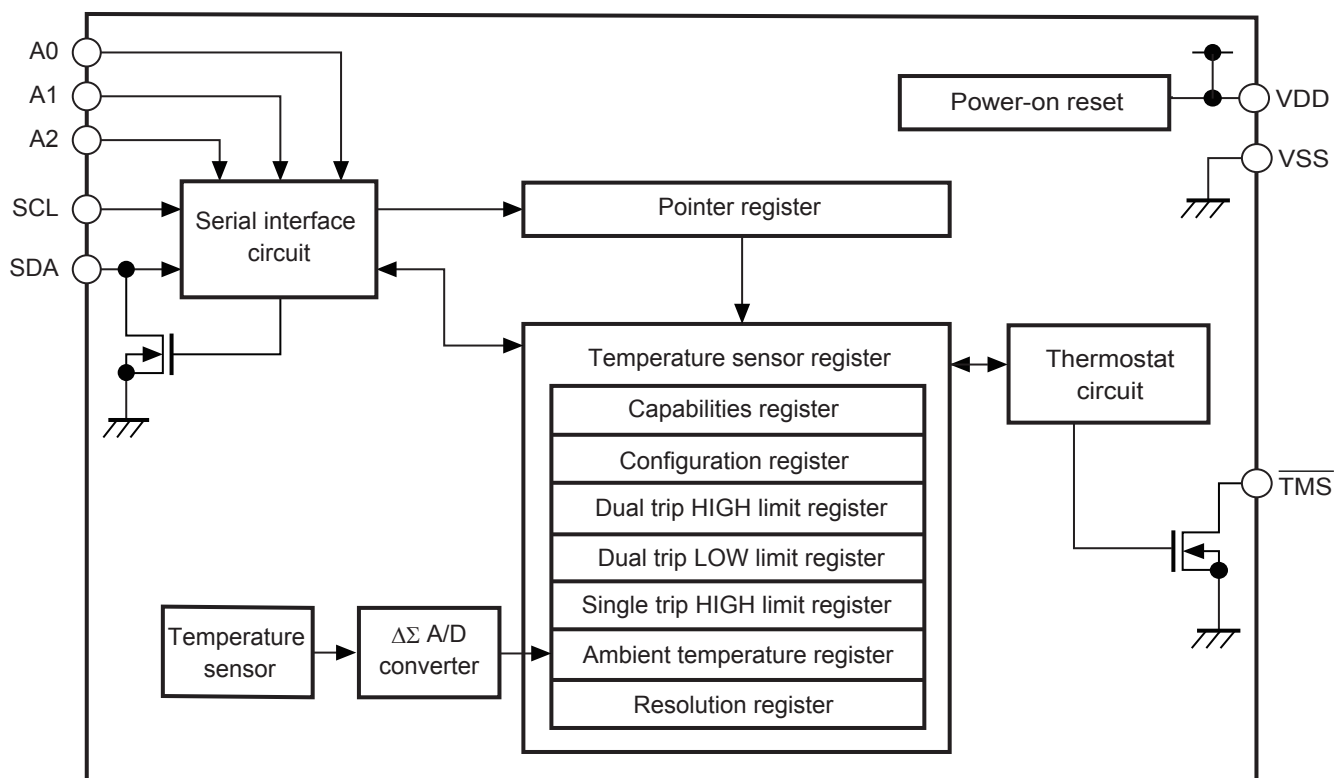 A0
A1
A2
SCL
SDA
Serial interface
circuit
Pointer register
Power-on reset
VDD
VSS
Temperature sensor register
Capabilities register
Configuration register
Dual trip HIGH limit register
Dual trip LOW limit register
Single trip HIGH limit register
Ambient temperature register
Resolution register
Thermostat
circuit
TMS
Temperature
sensor
ΔΣ A/D
converter